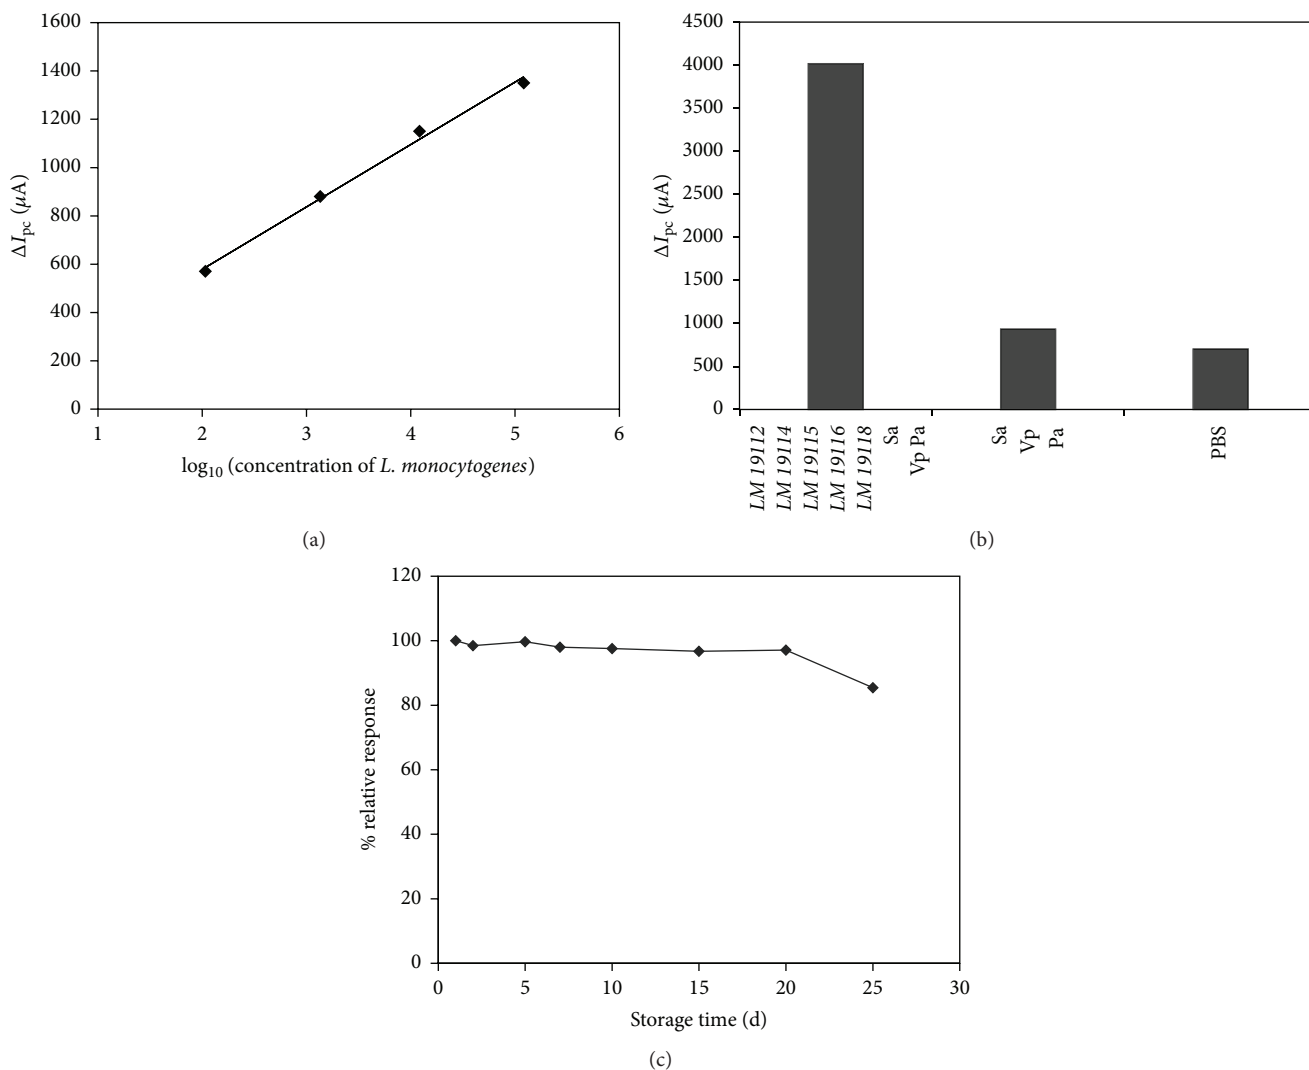 1600
1400
1200
1000
800
600
400
200
0
ΔIpc (μA)
1 2 3 4 5 6
log10 (concentration of L. monocytogenes)
(a)
4500
4000
3500
3000
2500
2000
1500
1000
500
0
ΔIpc (μA)
LM 19112
LM 19114
LM 19115
LM 19116
LM 19118
Sa
Vp Pa
Sa
Vp
Pa
PBS
(b)
120
100
80
60
40
20
0
% relative response
0 5 10 15 20 25 30
Storage time (d)
(c)